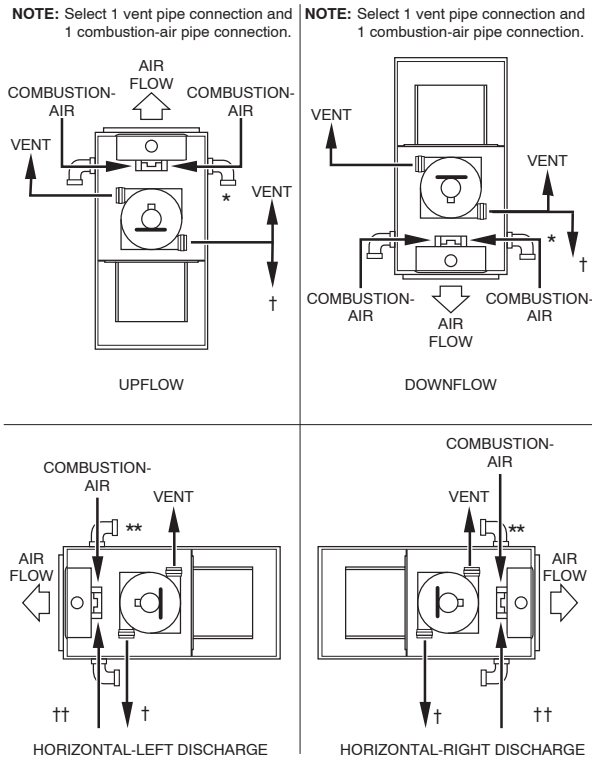 NOTE: Select 1 vent pipe connection and
1 combustion-air pipe connection.
AIR
FLOW
COMBUSTION-
AIR
COMBUSTION-
AIR
VENT
*
VENT
†
UPFLOW
NOTE: Select 1 vent pipe connection and
1 combustion-air pipe connection.
VENT
VENT
*
†
COMBUSTION-
AIR
COMBUSTION-
AIR
AIR
FLOW
DOWNFLOW
COMBUSTION-
AIR
VENT
**
AIR
FLOW
††
†
HORIZONTAL-LEFT DISCHARGE
COMBUSTION-
AIR
VENT
**
AIR
FLOW
†
††
HORIZONTAL-RIGHT DISCHARGE